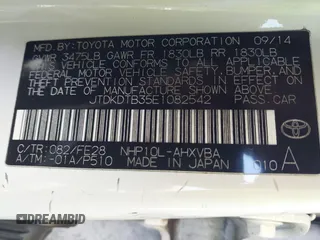 MFD. BY: TOYOTA MOTOR CORPORATION 09/14
GVWR 3475LB GAWR FR 1830LB RR 1830LB
THIS VEHICLE CONFORMS TO ALL APPLICABLE
FEDERAL MOTOR VEHICLE SAFETY, BUMPER, AND
THEFT PREVENTION STANDARDS IN EFFECT ON
THE DATE OF MANUFACTURE SHOWN ABOVE.
JTDKDTB35E1082542 PASS.CAR
TOYOTA
C/TR: 082/FE28 NHP10L-AHXVBA
A/TM: -01A/P510 MADE IN JAPAN 010 A
DREAMBID